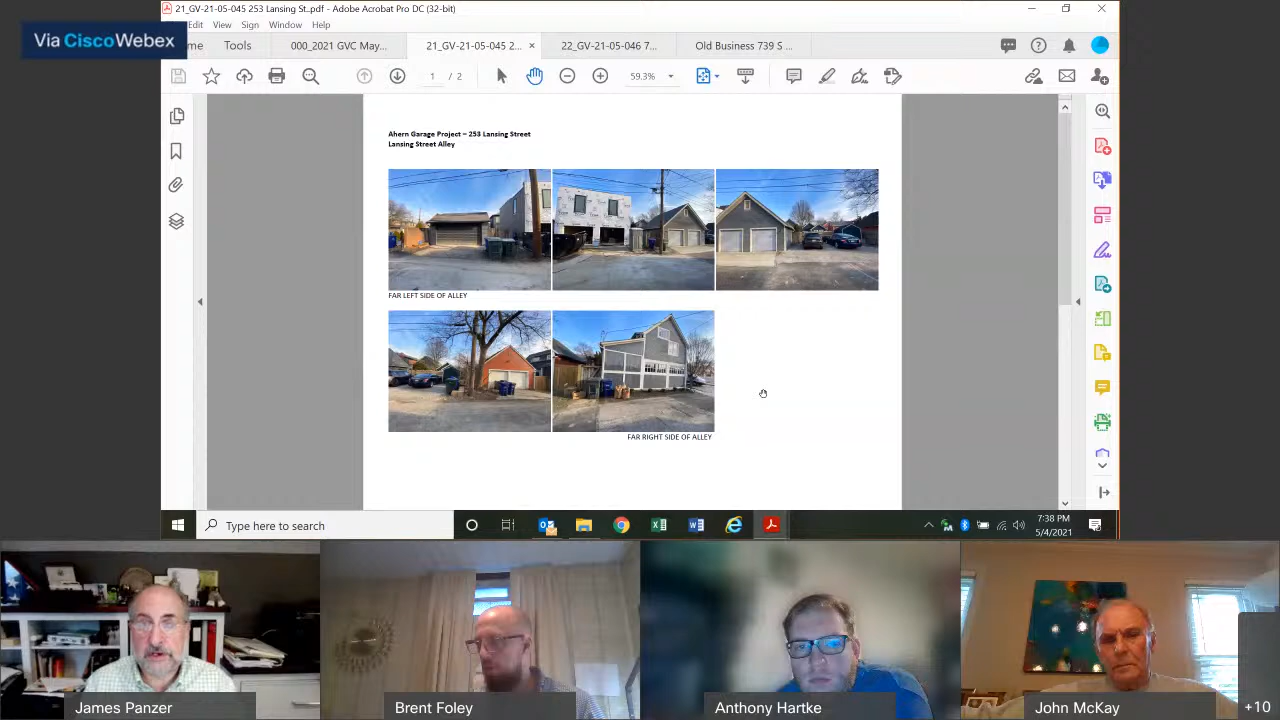 21_GV-21-05-045 253 Lansing St..pdf - Adobe Acrobat Pro DC (32-bit)
Via CiscoWebex
Edit View Sign Window Help
me Tools 000_2021 GVC May... 21_GV-21-05-045 2... × 22_GV-21-05-046 7... Old Business 739 S ...
1 / 2 59.3%
Ahern Garage Project – 253 Lansing Street
Lansing Street Alley
FAR LEFT SIDE OF ALLEY
FAR RIGHT SIDE OF ALLEY
Type here to search
7:38 PM
5/4/2021
James Panzer
Brent Foley
Anthony Hartke
John McKay
+10